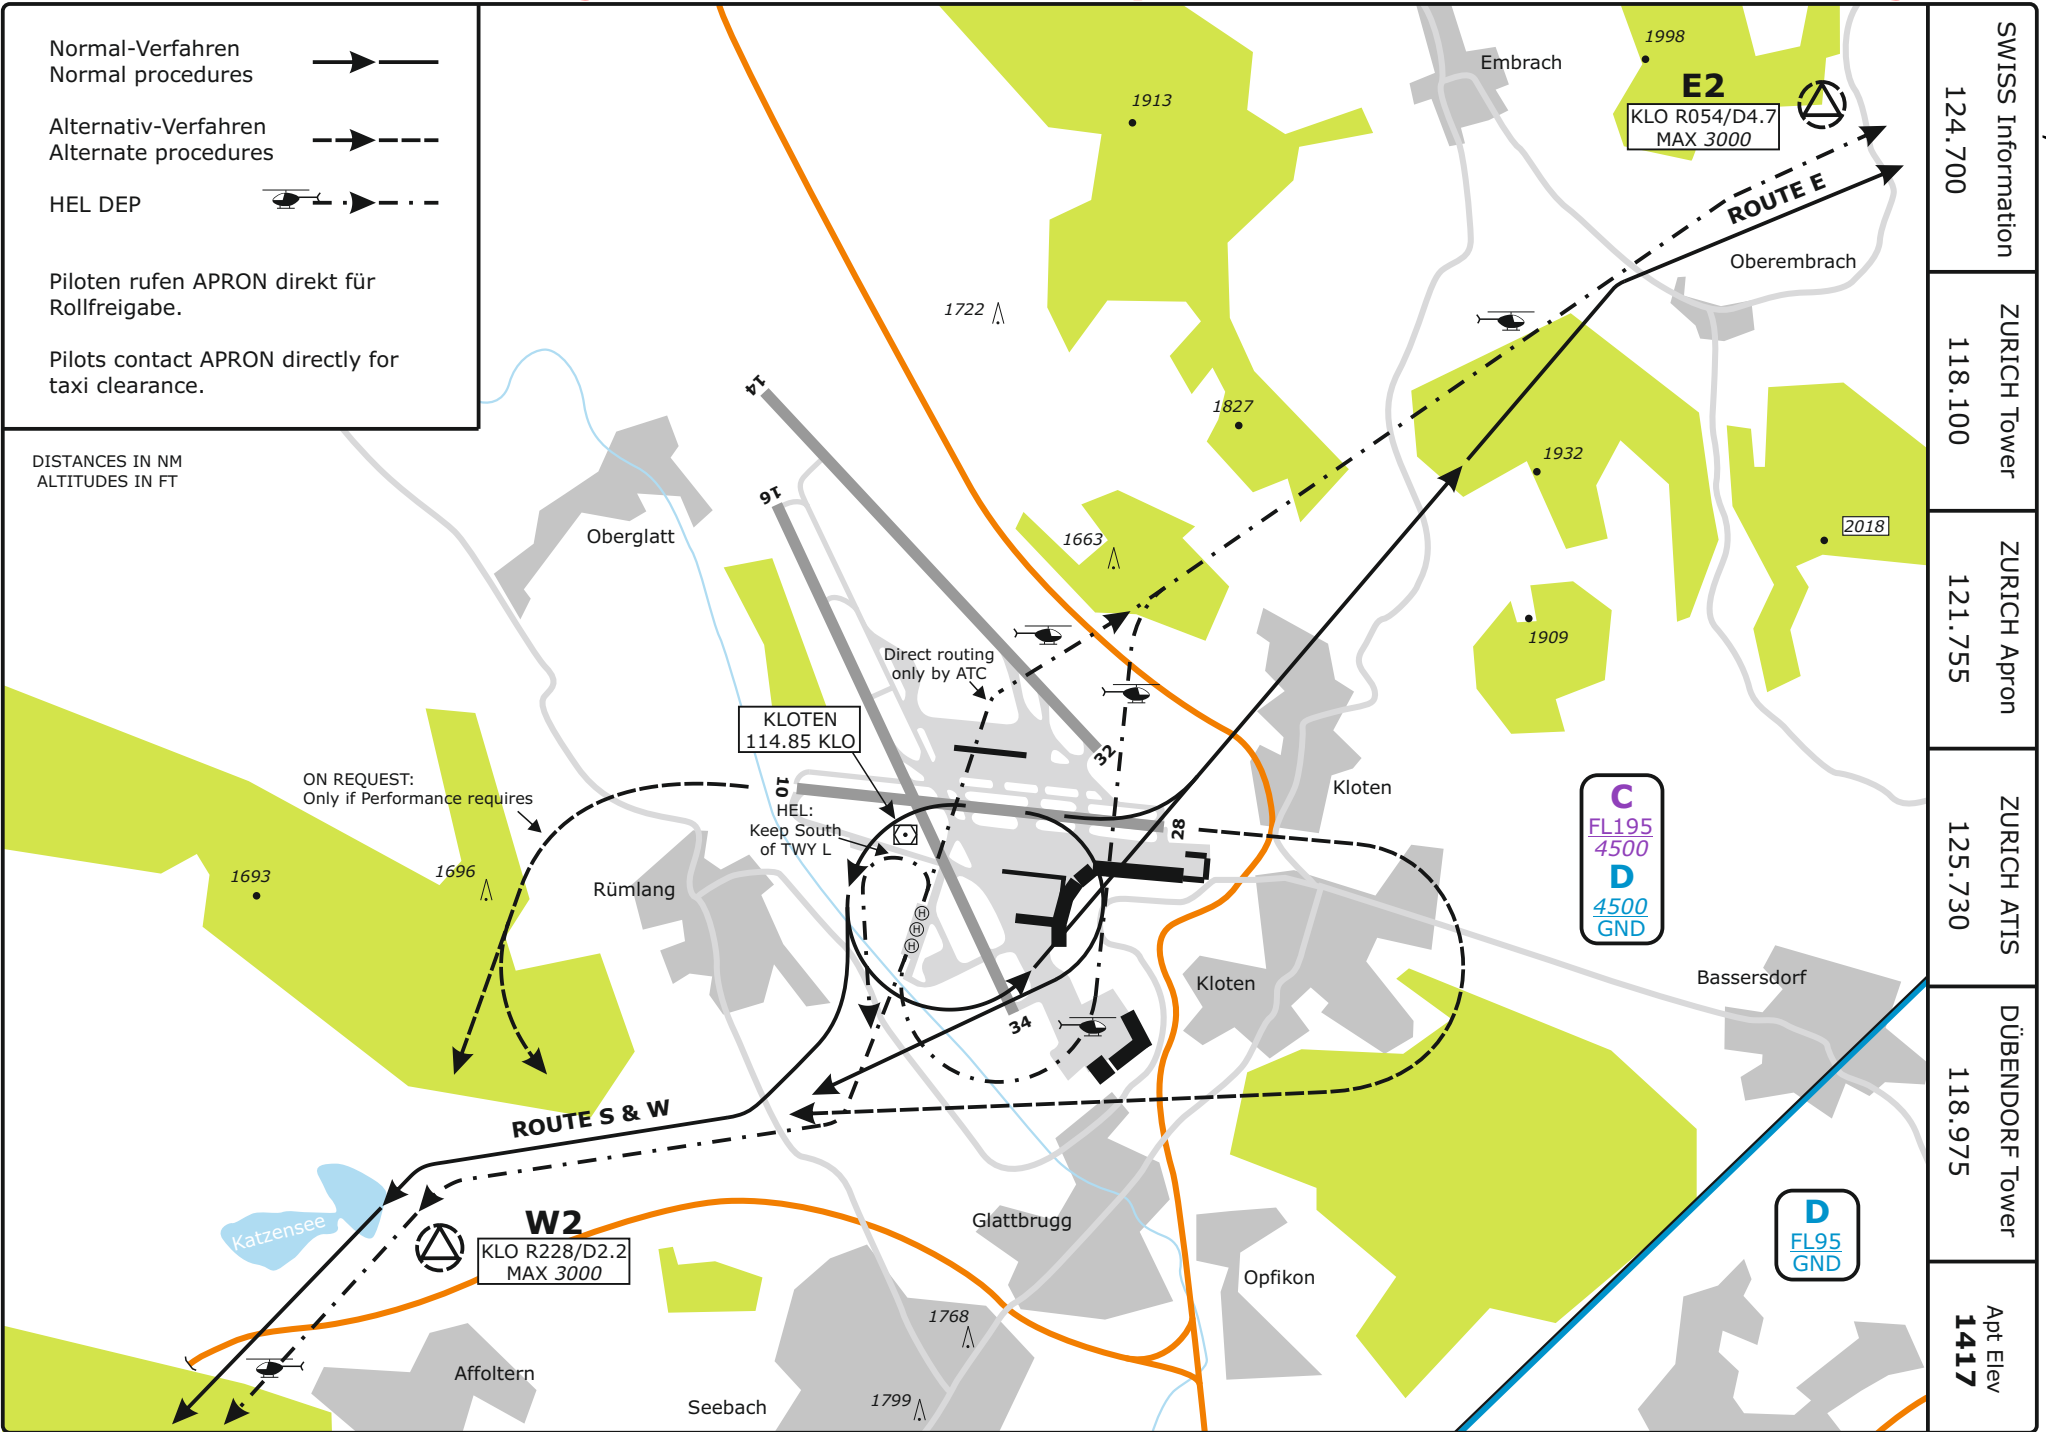 Normal-Verfahren
Normal procedures
Alternativ-Verfahren
Alternate procedures
HEL DEP
Piloten rufen APRON direkt für
Rollfreigabe.
Pilots contact APRON directly for
taxi clearance.
DISTANCES IN NM
ALTITUDES IN FT
1913
Embrach
1998
E2
KLO R054/D4.7
MAX 3000
ROUTE E
Oberembrach
1722
14
1827
1932
16
Oberglatt
1663
2018
1909
Direct routing
only by ATC
KLOTEN
114.85 KLO
32
ON REQUEST:
Only if Performance requires
10
HEL:
Keep South
of TWY L
28
Kloten
C
FL195
4500
D
4500
GND
1693
1696
Rümlang
H
H
H
Kloten
Bassersdorf
34
ROUTE S & W
Katzensee
W2
KLO R228/D2.2
MAX 3000
Glattbrugg
Opfikon
D
FL95
GND
1768
Affoltern
Seebach
1799
SWISS Information
124.700
ZURICH Tower
118.100
ZURICH Apron
121.755
ZURICH ATIS
125.730
DÜBENDORF Tower
118.975
Apt Elev
1417